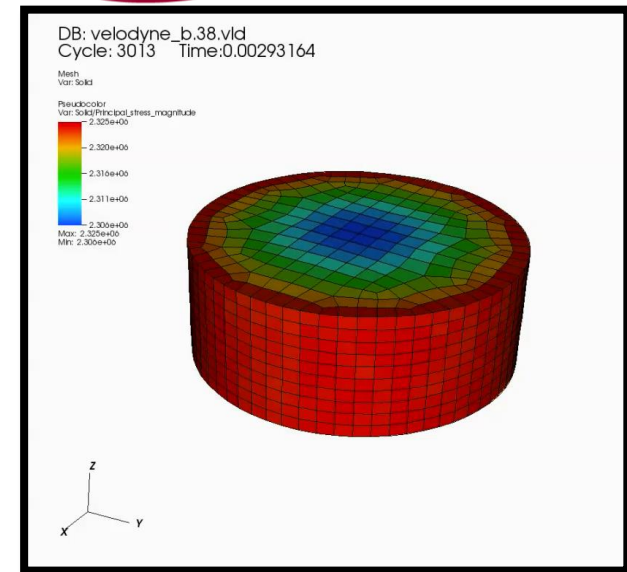 DB: velodyne_b.38.vld
Cycle: 3013 Time:0.00293164
Mesh
Var: Solid
Pseudocolor
Var: Solid/Principal_stress_magnitude
2.325e+06
2.320e+06
2.316e+06
2.311e+06
2.306e+06
Max: 2.325e+06
Min: 2.306e+06
Z
X
Y